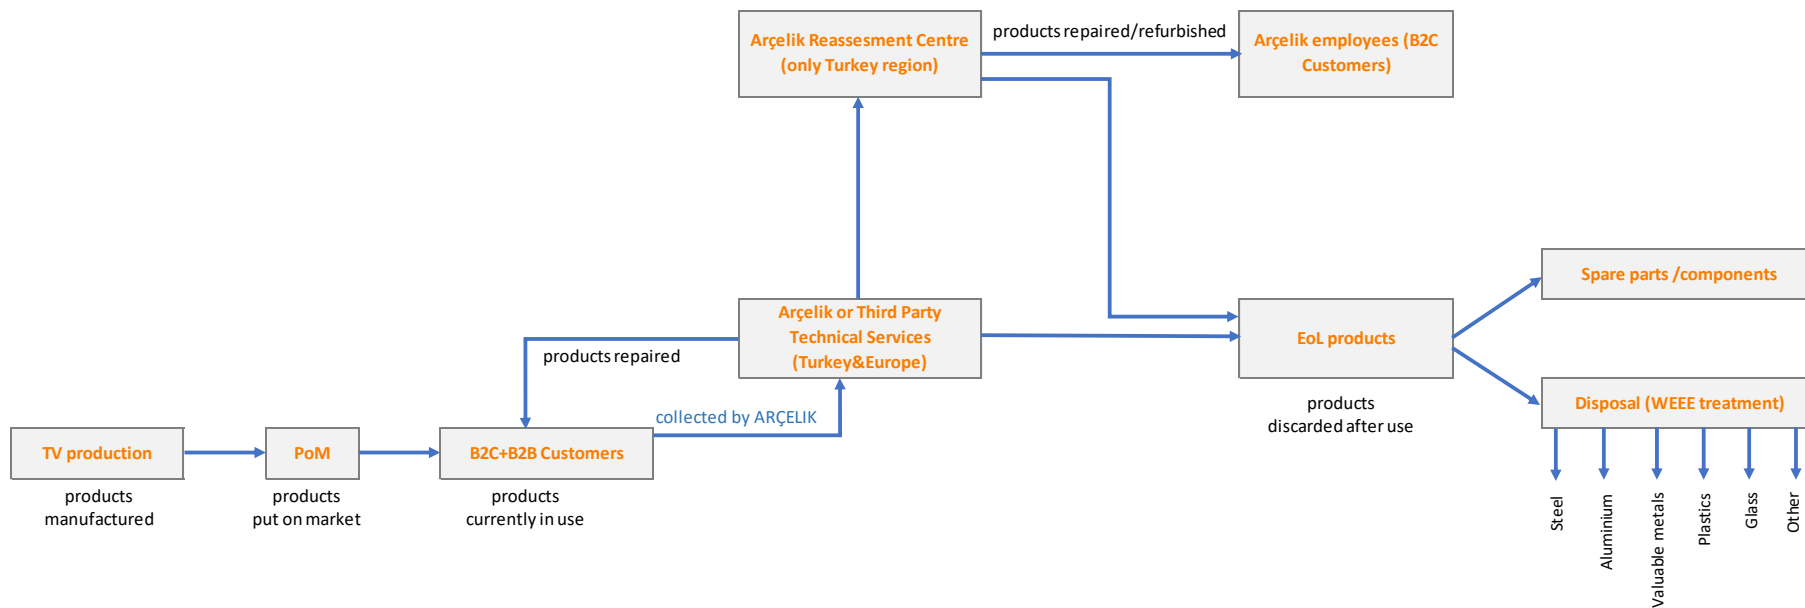 Arçelik Reassesment Centre
(only Turkey region)
products repaired/refurbished
Arçelik employees (B2C
Customers)
Spare parts /components
Arçelik or Third Party
Technical Services
(Turkey&Europe)
EoL products
products repaired
products
discarded after use
Disposal (WEEE treatment)
collected by ARÇELIK
TV production
PoM
B2C+B2B Customers
products
manufactured
products
put on market
products
currently in use
Steel
Aluminium
Valuable metals
Plastics
Glass
Other